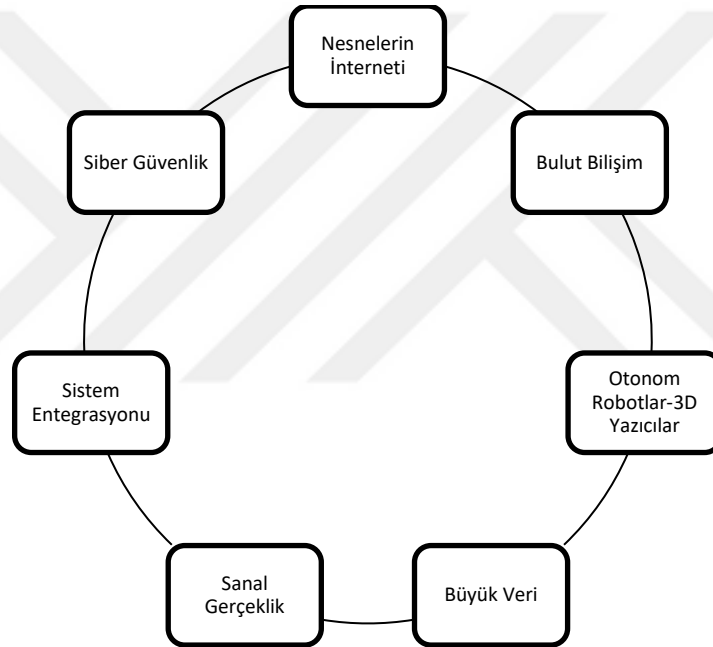 Nesnelerin
İnterneti
Bulut Bilişim
Otonom
Robotlar-3D
Yazıcılar
Büyük Veri
Sanal
Gerçeklik
Sistem
Entegrasyonu
Siber Güvenlik